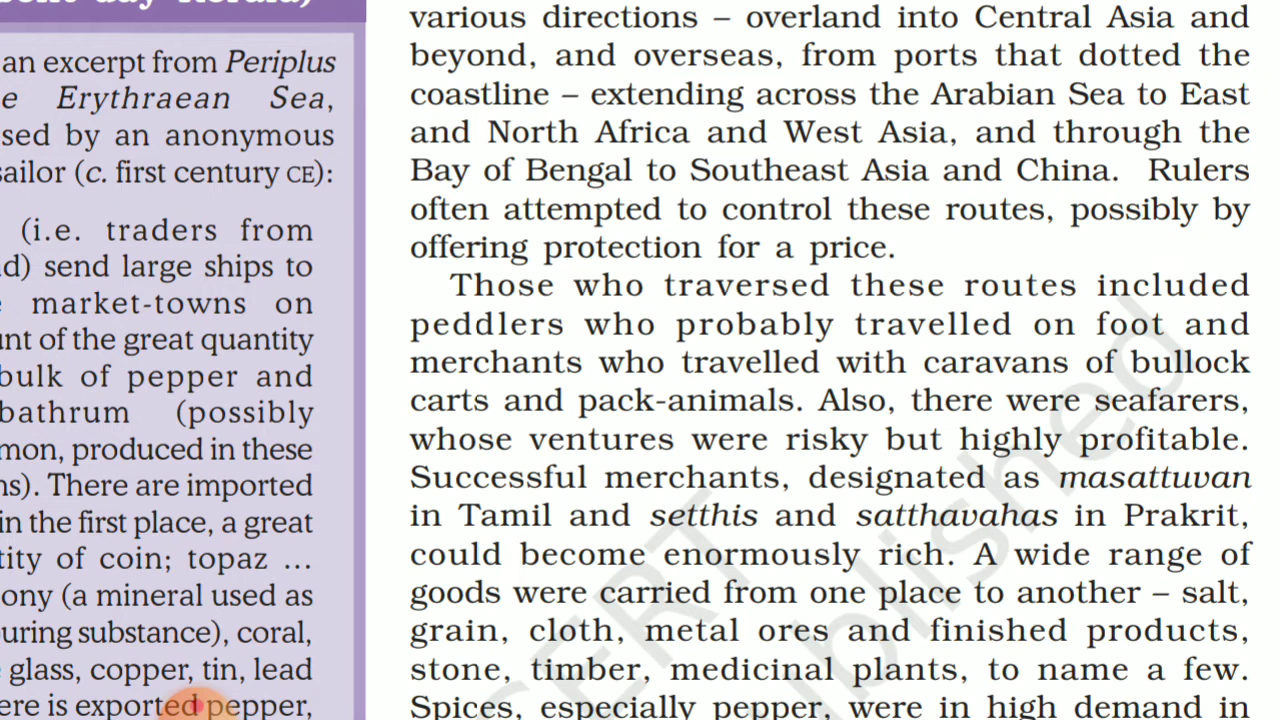 an excerpt from Periplus
e Erythraean Sea,
sed by an anonymous
sailor (c. first century CE):
(i.e. traders from
send large ships to
market-towns on
of the great quantity
bulk of pepper and
bathrum (possibly
mon, produced in these
There are imported
in the first place, a great
tity of coin; topaz ...
ony (a mineral used as
ouring substance), coral,
glass, copper, tin, lead
ere is exported pepper,
various directions – overland into Central Asia and
beyond, and overseas, from ports that dotted the
coastline – extending across the Arabian Sea to East
and North Africa and West Asia, and through the
Bay of Bengal to Southeast Asia and China. Rulers
often attempted to control these routes, possibly by
offering protection for a price.
Those who traversed these routes included
peddlers who probably travelled on foot and
merchants who travelled with caravans of bullock
carts and pack-animals. Also, there were seafarers,
whose ventures were risky but highly profitable.
Successful merchants, designated as masattuvan
in Tamil and setthis and satthavahas in Prakrit,
could become enormously rich. A wide range of
goods were carried from one place to another – salt,
grain, cloth, metal ores and finished products,
stone, timber, medicinal plants, to name a few.
Spices, especially pepper, were in high demand in